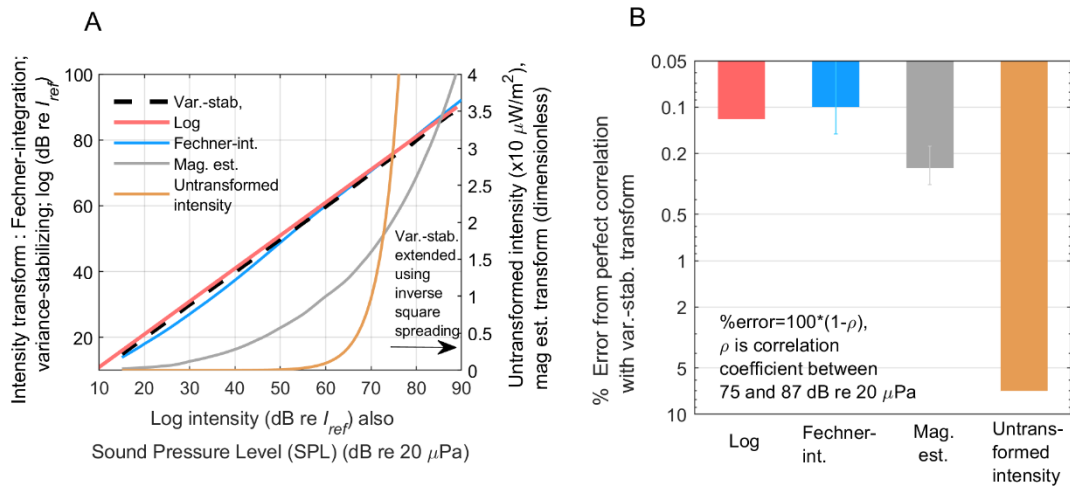 A
B
Intensity transform : Fechner-integration;
variance-stabilizing; log (dB re I_ref)
100
80
60
40
20
Var.-stab,
Log
Fechner-int.
Mag. est.
Untransformed
intensity
Var.-stab.
extended
using
inverse
square
spreading
4
3.5
3
2.5
2
1.5
1
0.5
0
Untransformed intensity (x10 μW/m²),
mag est. transform (dimensionless)
10 20 30 40 50 60 70 80 90
Log intensity (dB re I_ref) also
Sound Pressure Level (SPL) (dB re 20 μPa)
% Error from perfect correlation
with var.-stab. transform
0.05
0.1
0.2
0.5
1
2
5
10
%error=100*(1-ρ),
ρ is correlation
coefficient between
75 and 87 dB re 20 μPa
Log
Fechner-
int.
Mag.
est.
Untrans-
formed
intensity